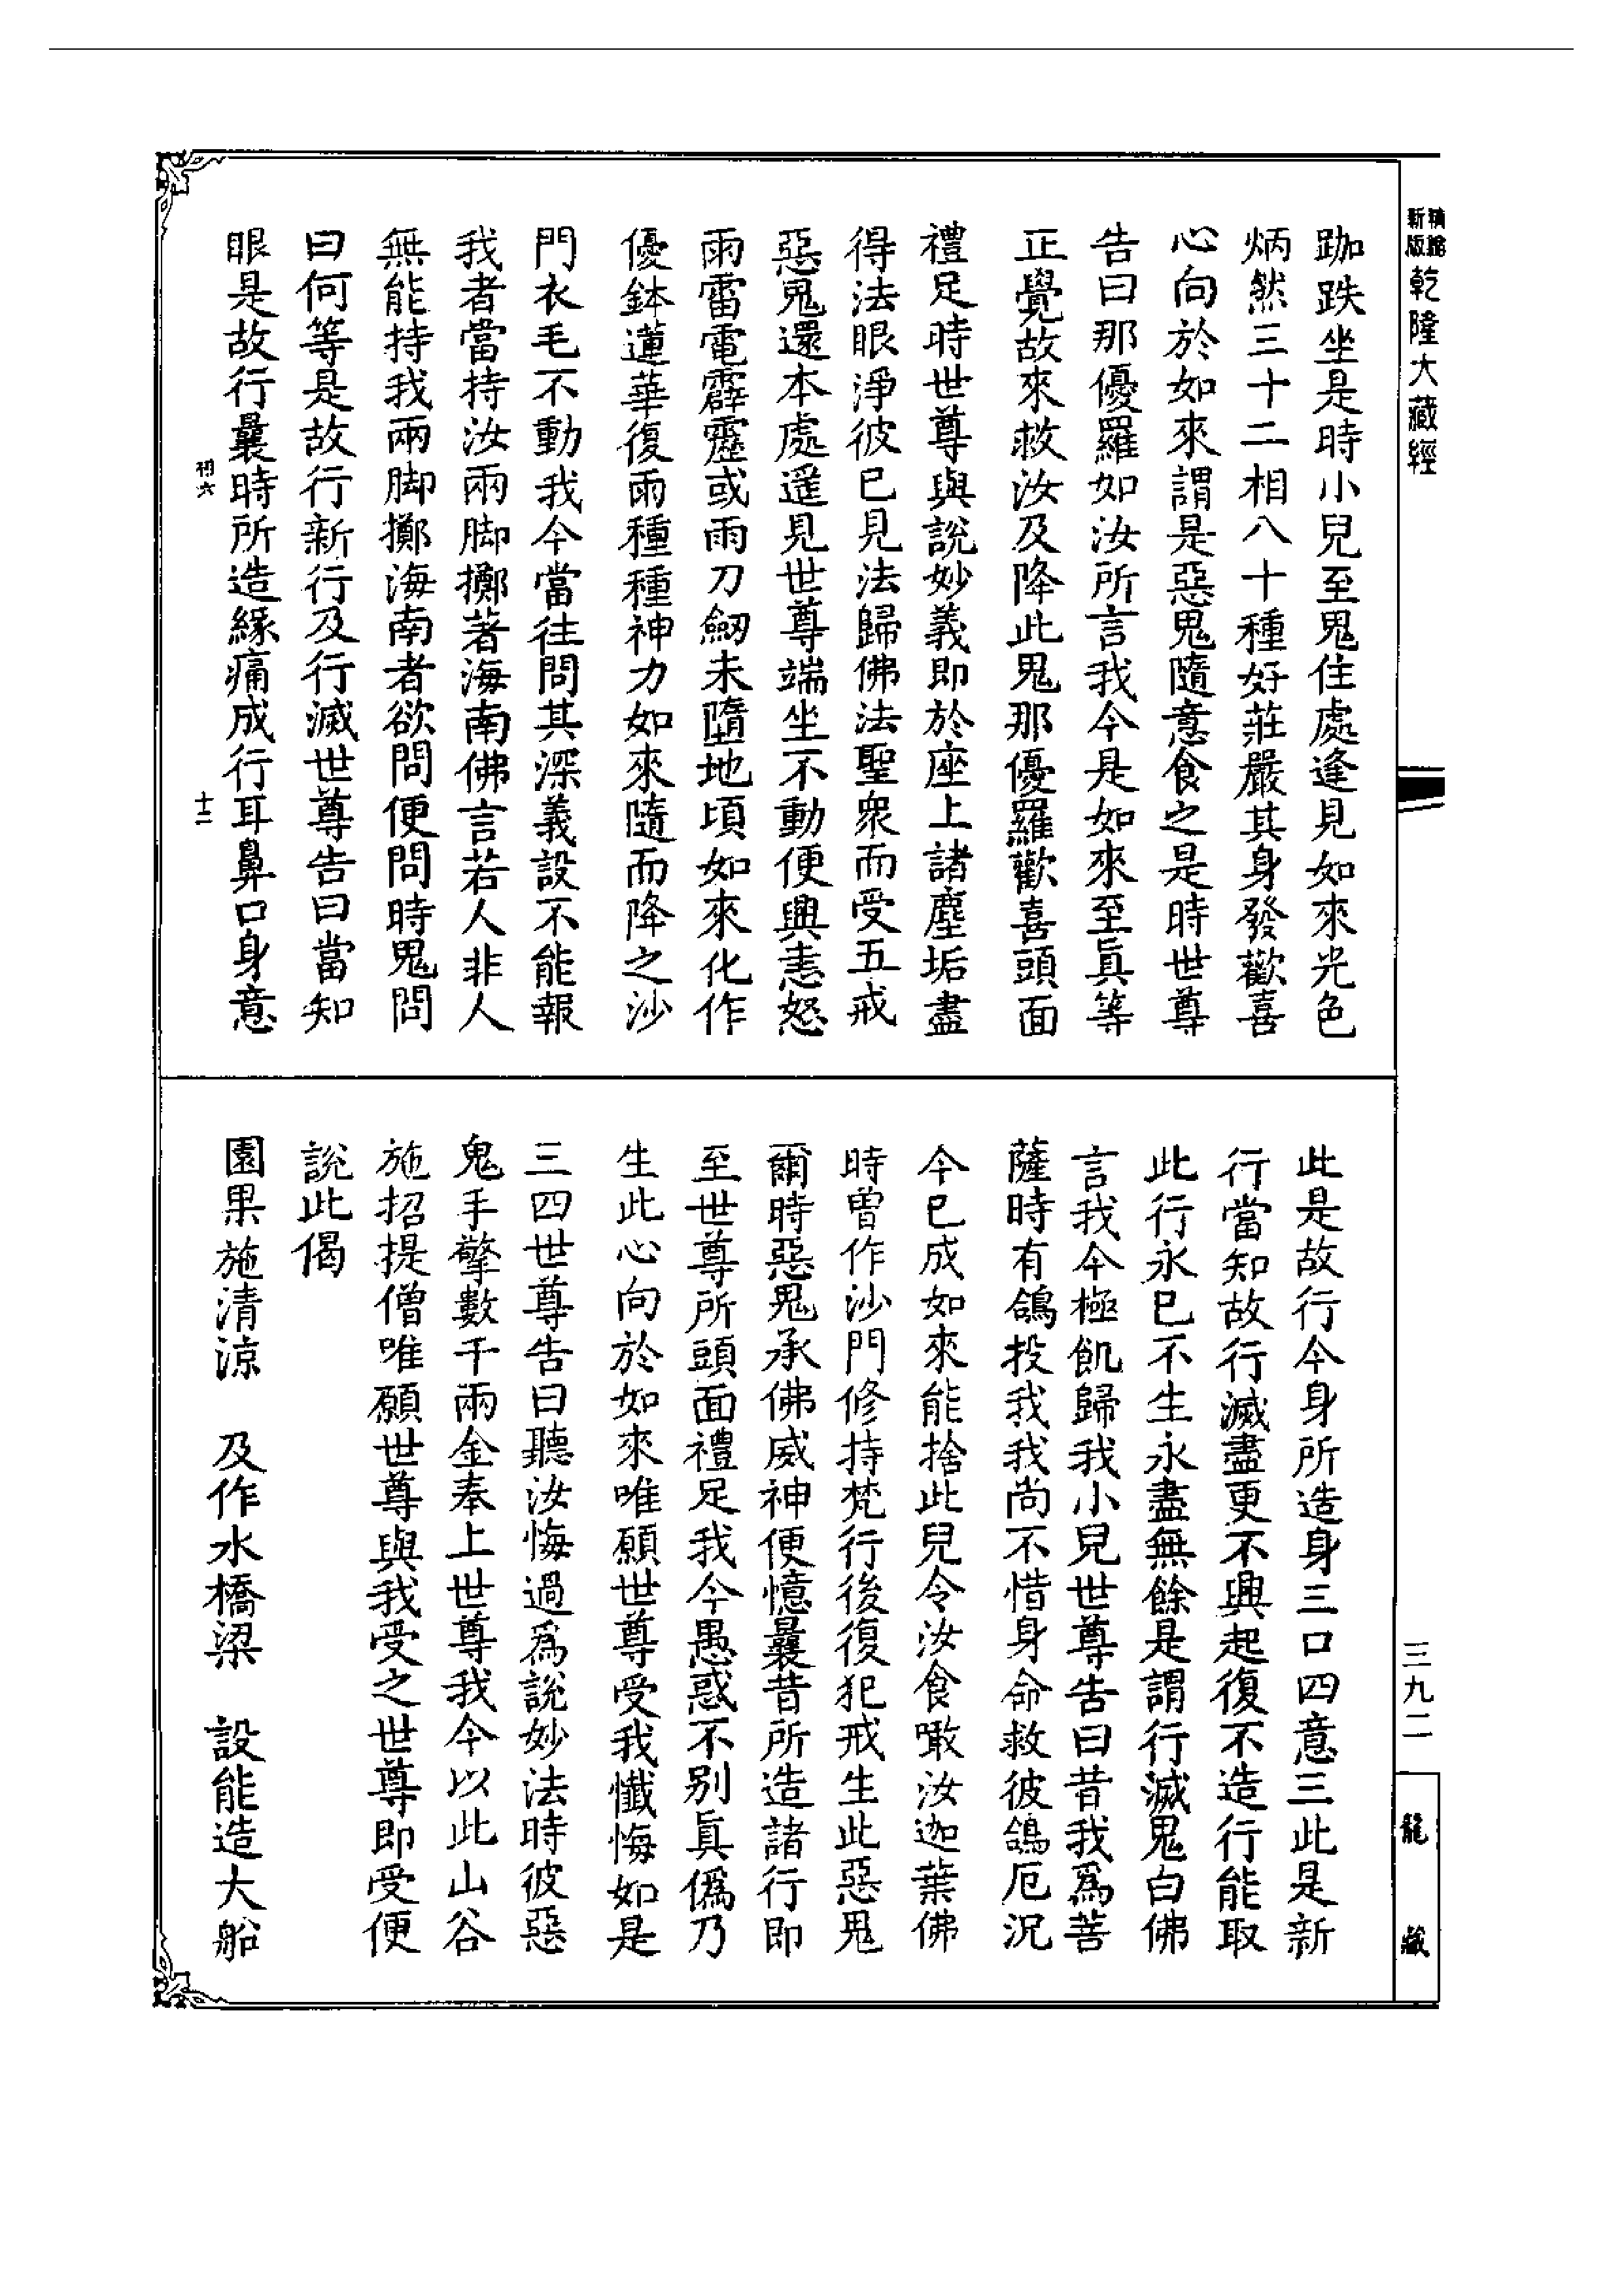 精縮
新版
乾隆大藏經
跏趺坐是時小兒至鬼住處逢見如來光色
炳然三十二相八十種好莊嚴其身發歡喜
心向於如來謂是惡鬼隨意食之是時世尊
告曰那優羅如汝所言我今是如來至眞等
正覺故來救汝及降此鬼那優羅歡喜頭面
禮足時世尊與說妙義即於座上諸塵垢盡
得法眼淨彼已見法歸佛法聖衆而受五戒
惡鬼還本處遥見世尊端坐不動便興恚怒
雨雷電霹靂或雨刀劒未墮地頃如來化作
優鉢蓮華復雨種種神力如來隨而降之沙
門衣毛不動我今當往問其深義設不能報
我者當持汝兩脚擲著海南佛言若人非人
無能持我兩脚擲海南者欲問便問時鬼問
曰何等是故行新行及行滅世尊告曰當知
眼是故行曩時所造緣痛成行耳鼻口身意
十二
此是故行今身所造身三口四意三此是新
行當知故行滅盡更不興起復不造行能取
此行永已不生永盡無餘是謂行滅鬼白佛
言我今極飢歸我小兒世尊告曰昔我爲菩
薩時有鴿投我我尚不惜身命救彼鴿厄況
今已成如來能捨此兒令汝食噉汝迦葉佛
時曾作沙門修持梵行後復犯戒生此惡鬼
爾時惡鬼承佛威神便憶曩昔所造諸行即
至世尊所頭面禮足我今愚惑不别眞僞乃
生此心向於如來唯願世尊受我懺悔如是
三四世尊告曰聽汝悔過爲說妙法時彼惡
鬼手擎數千兩金奉上世尊我今以此山谷
施招提僧唯願世尊與我受之世尊即受便
說此偈
園果施清涼　及作水橋梁　設能造大船
三九二
龍藏